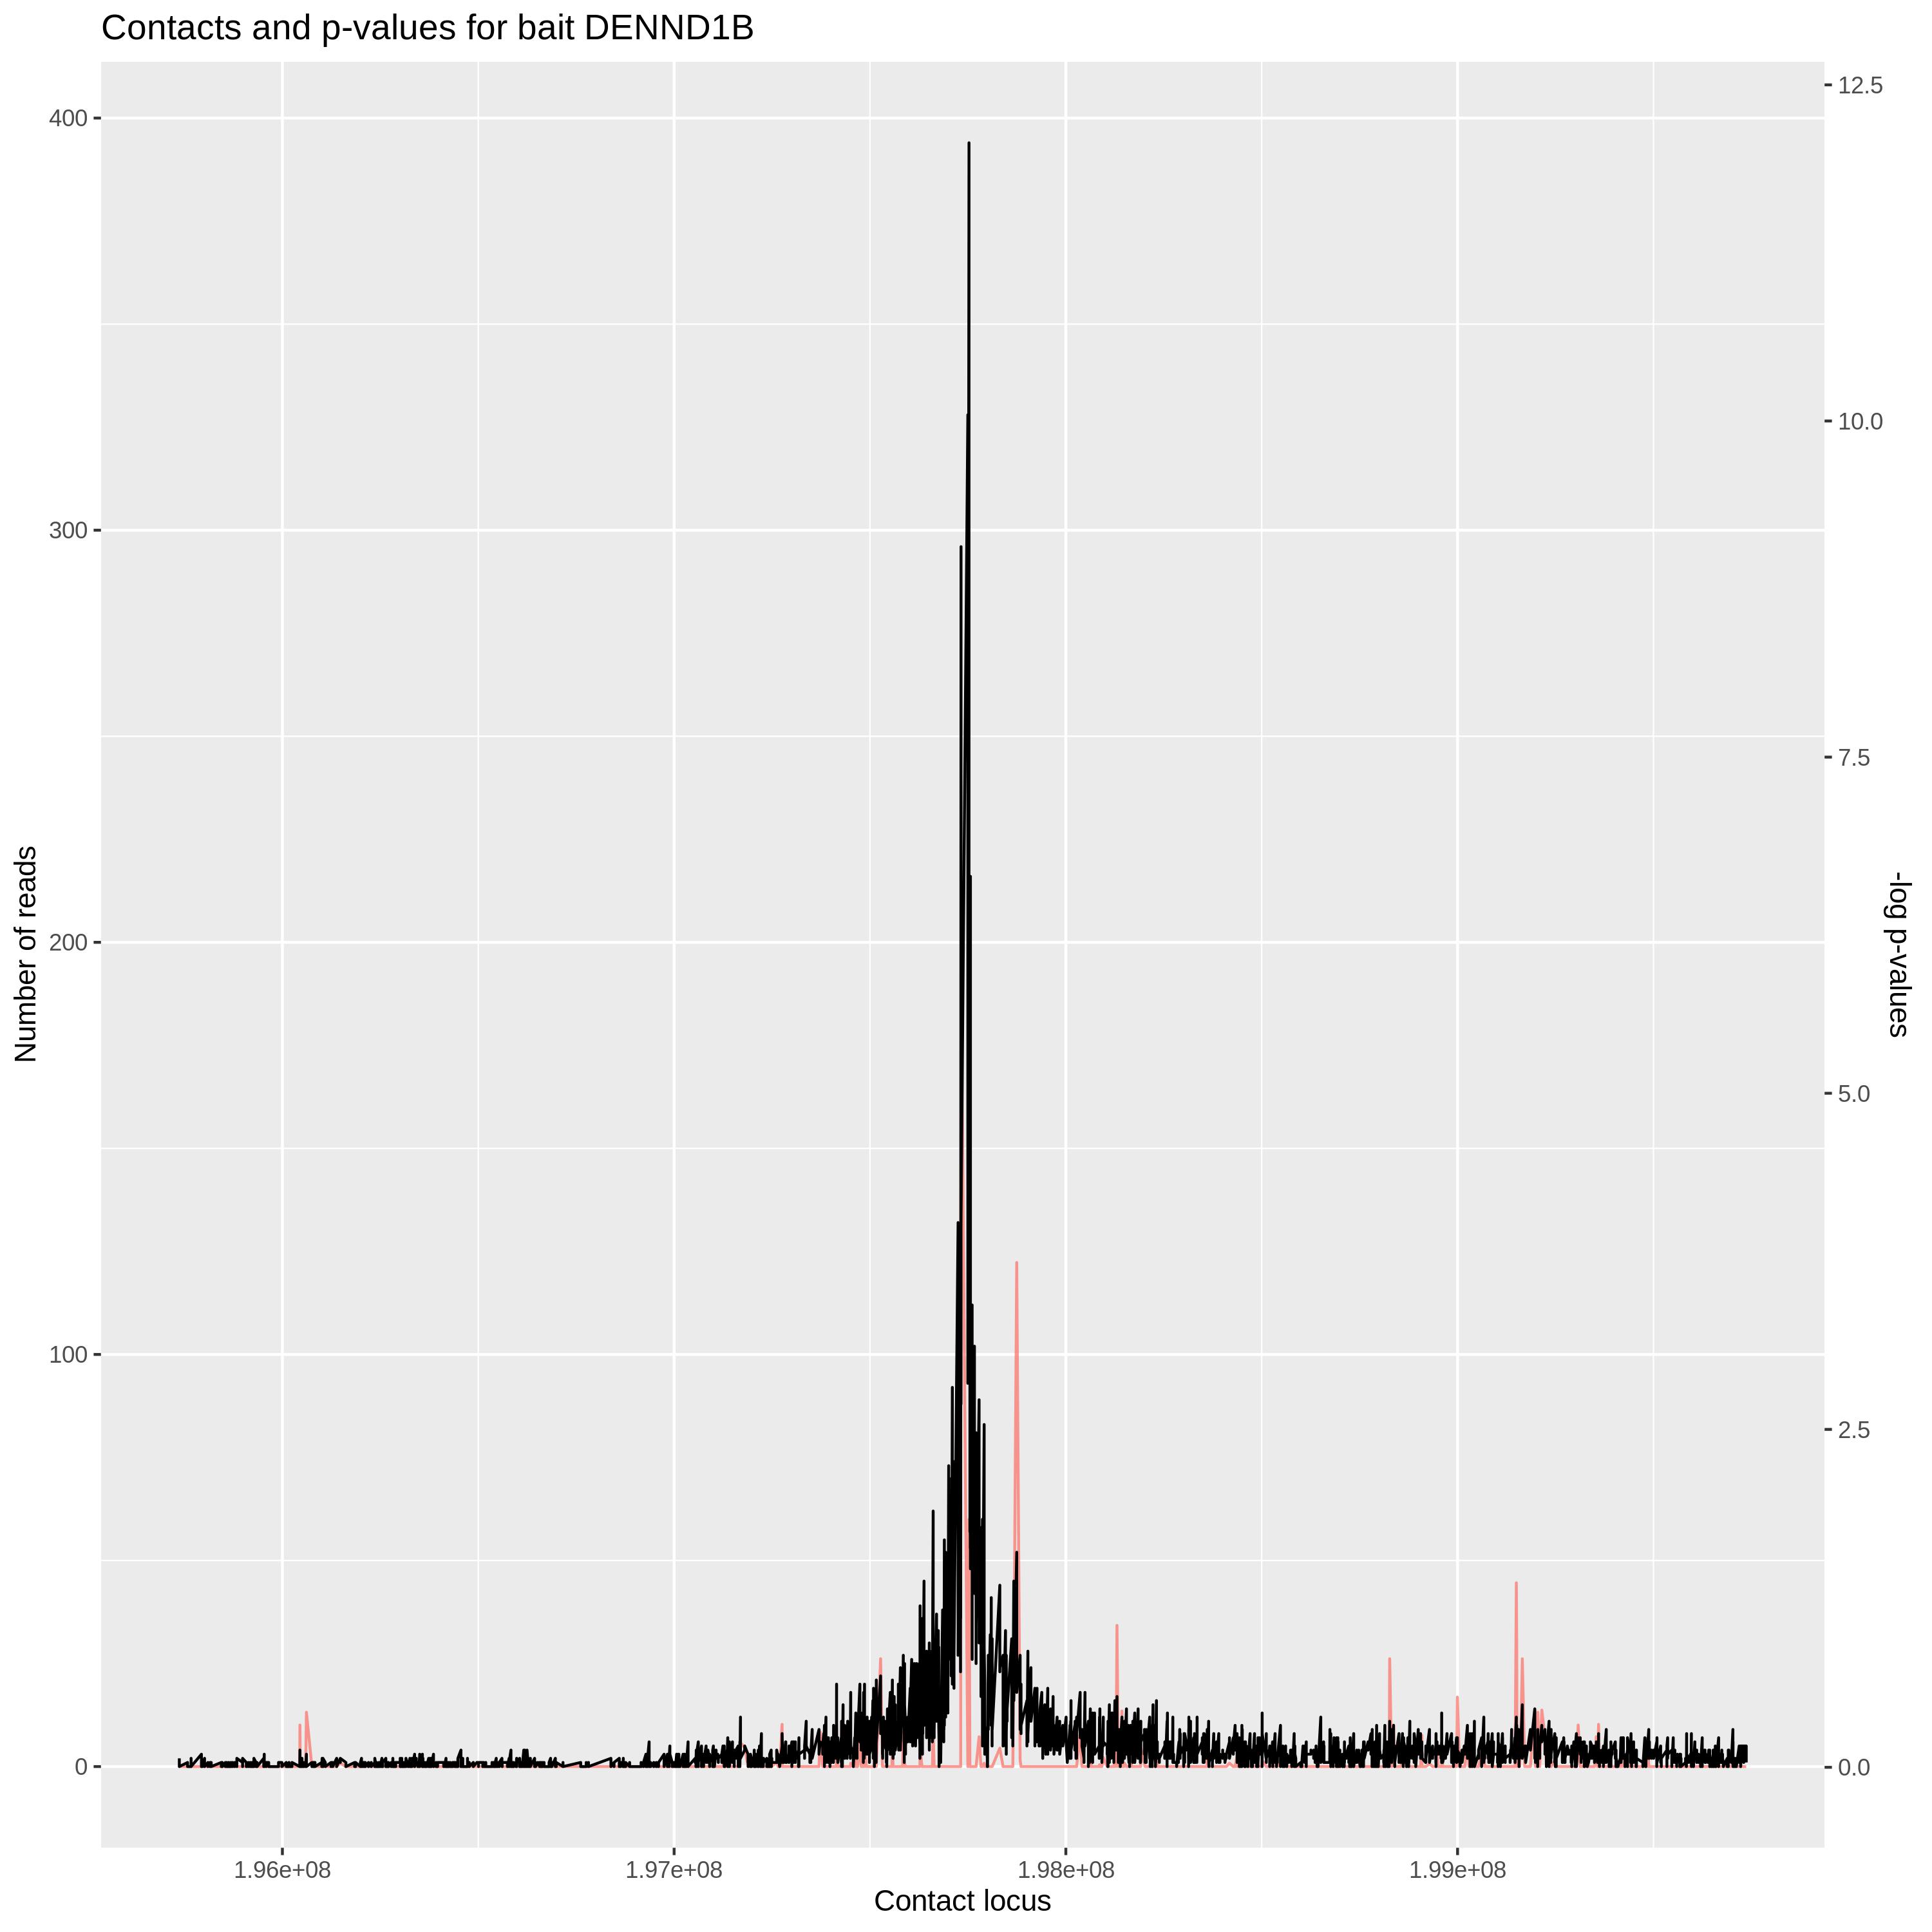 Contacts and p-values for bait DENND1B
400
300
200
100
0
Number of reads
12.5
10.0
7.5
5.0
2.5
0.0
-log p-values
1.96e+08
1.97e+08
1.98e+08
1.99e+08
Contact locus